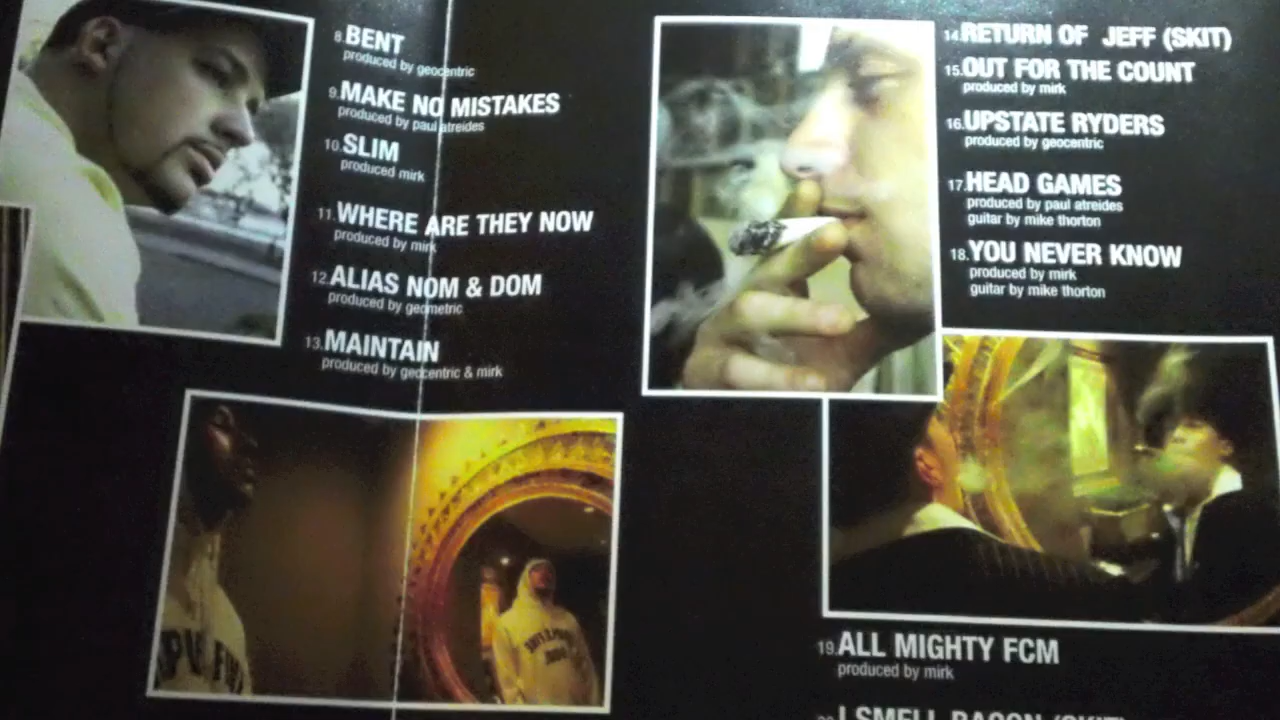 8.BENT
produced by geocentric
9.MAKE NO MISTAKES
produced by paul atreides
10.SLIM
produced mirk
11.WHERE ARE THEY NOW
produced by mirk
12.ALIAS NOM & DOM
produced by geometric
13.MAINTAIN
produced by geocentric & mirk
14.RETURN OF JEFF (SKIT)
15.OUT FOR THE COUNT
produced by mirk
16.UPSTATE RYDERS
produced by geocentric
17.HEAD GAMES
produced by paul atreides
guitar by mike thorton
18.YOU NEVER KNOW
produced by mirk
guitar by mike thorton
19.ALL MIGHTY FCM
produced by mirk
I SMELL BACON (SKIT)